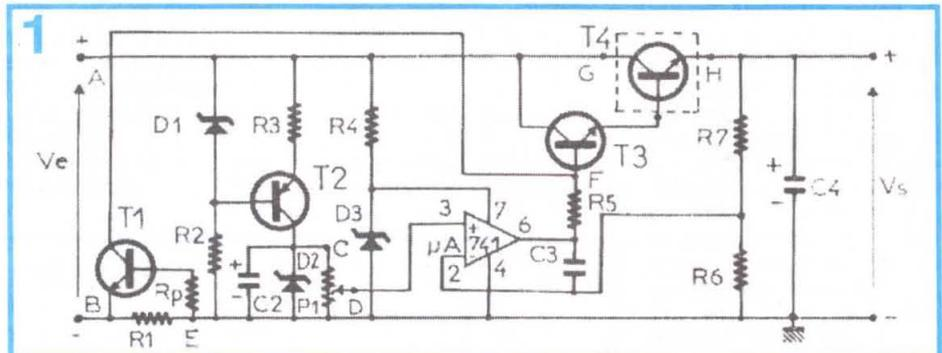 1
+
T4
+
A
G
H
D1
R3
R4
R7
T3
Ve
T2
F
+
C4
Vs
-
T1
D3
3
7
R5
+
741
6
μA
C3
R2
C
-
2
4
+
D2
R6
B
Rp
-
C2
P1
D
-
R1
E
-